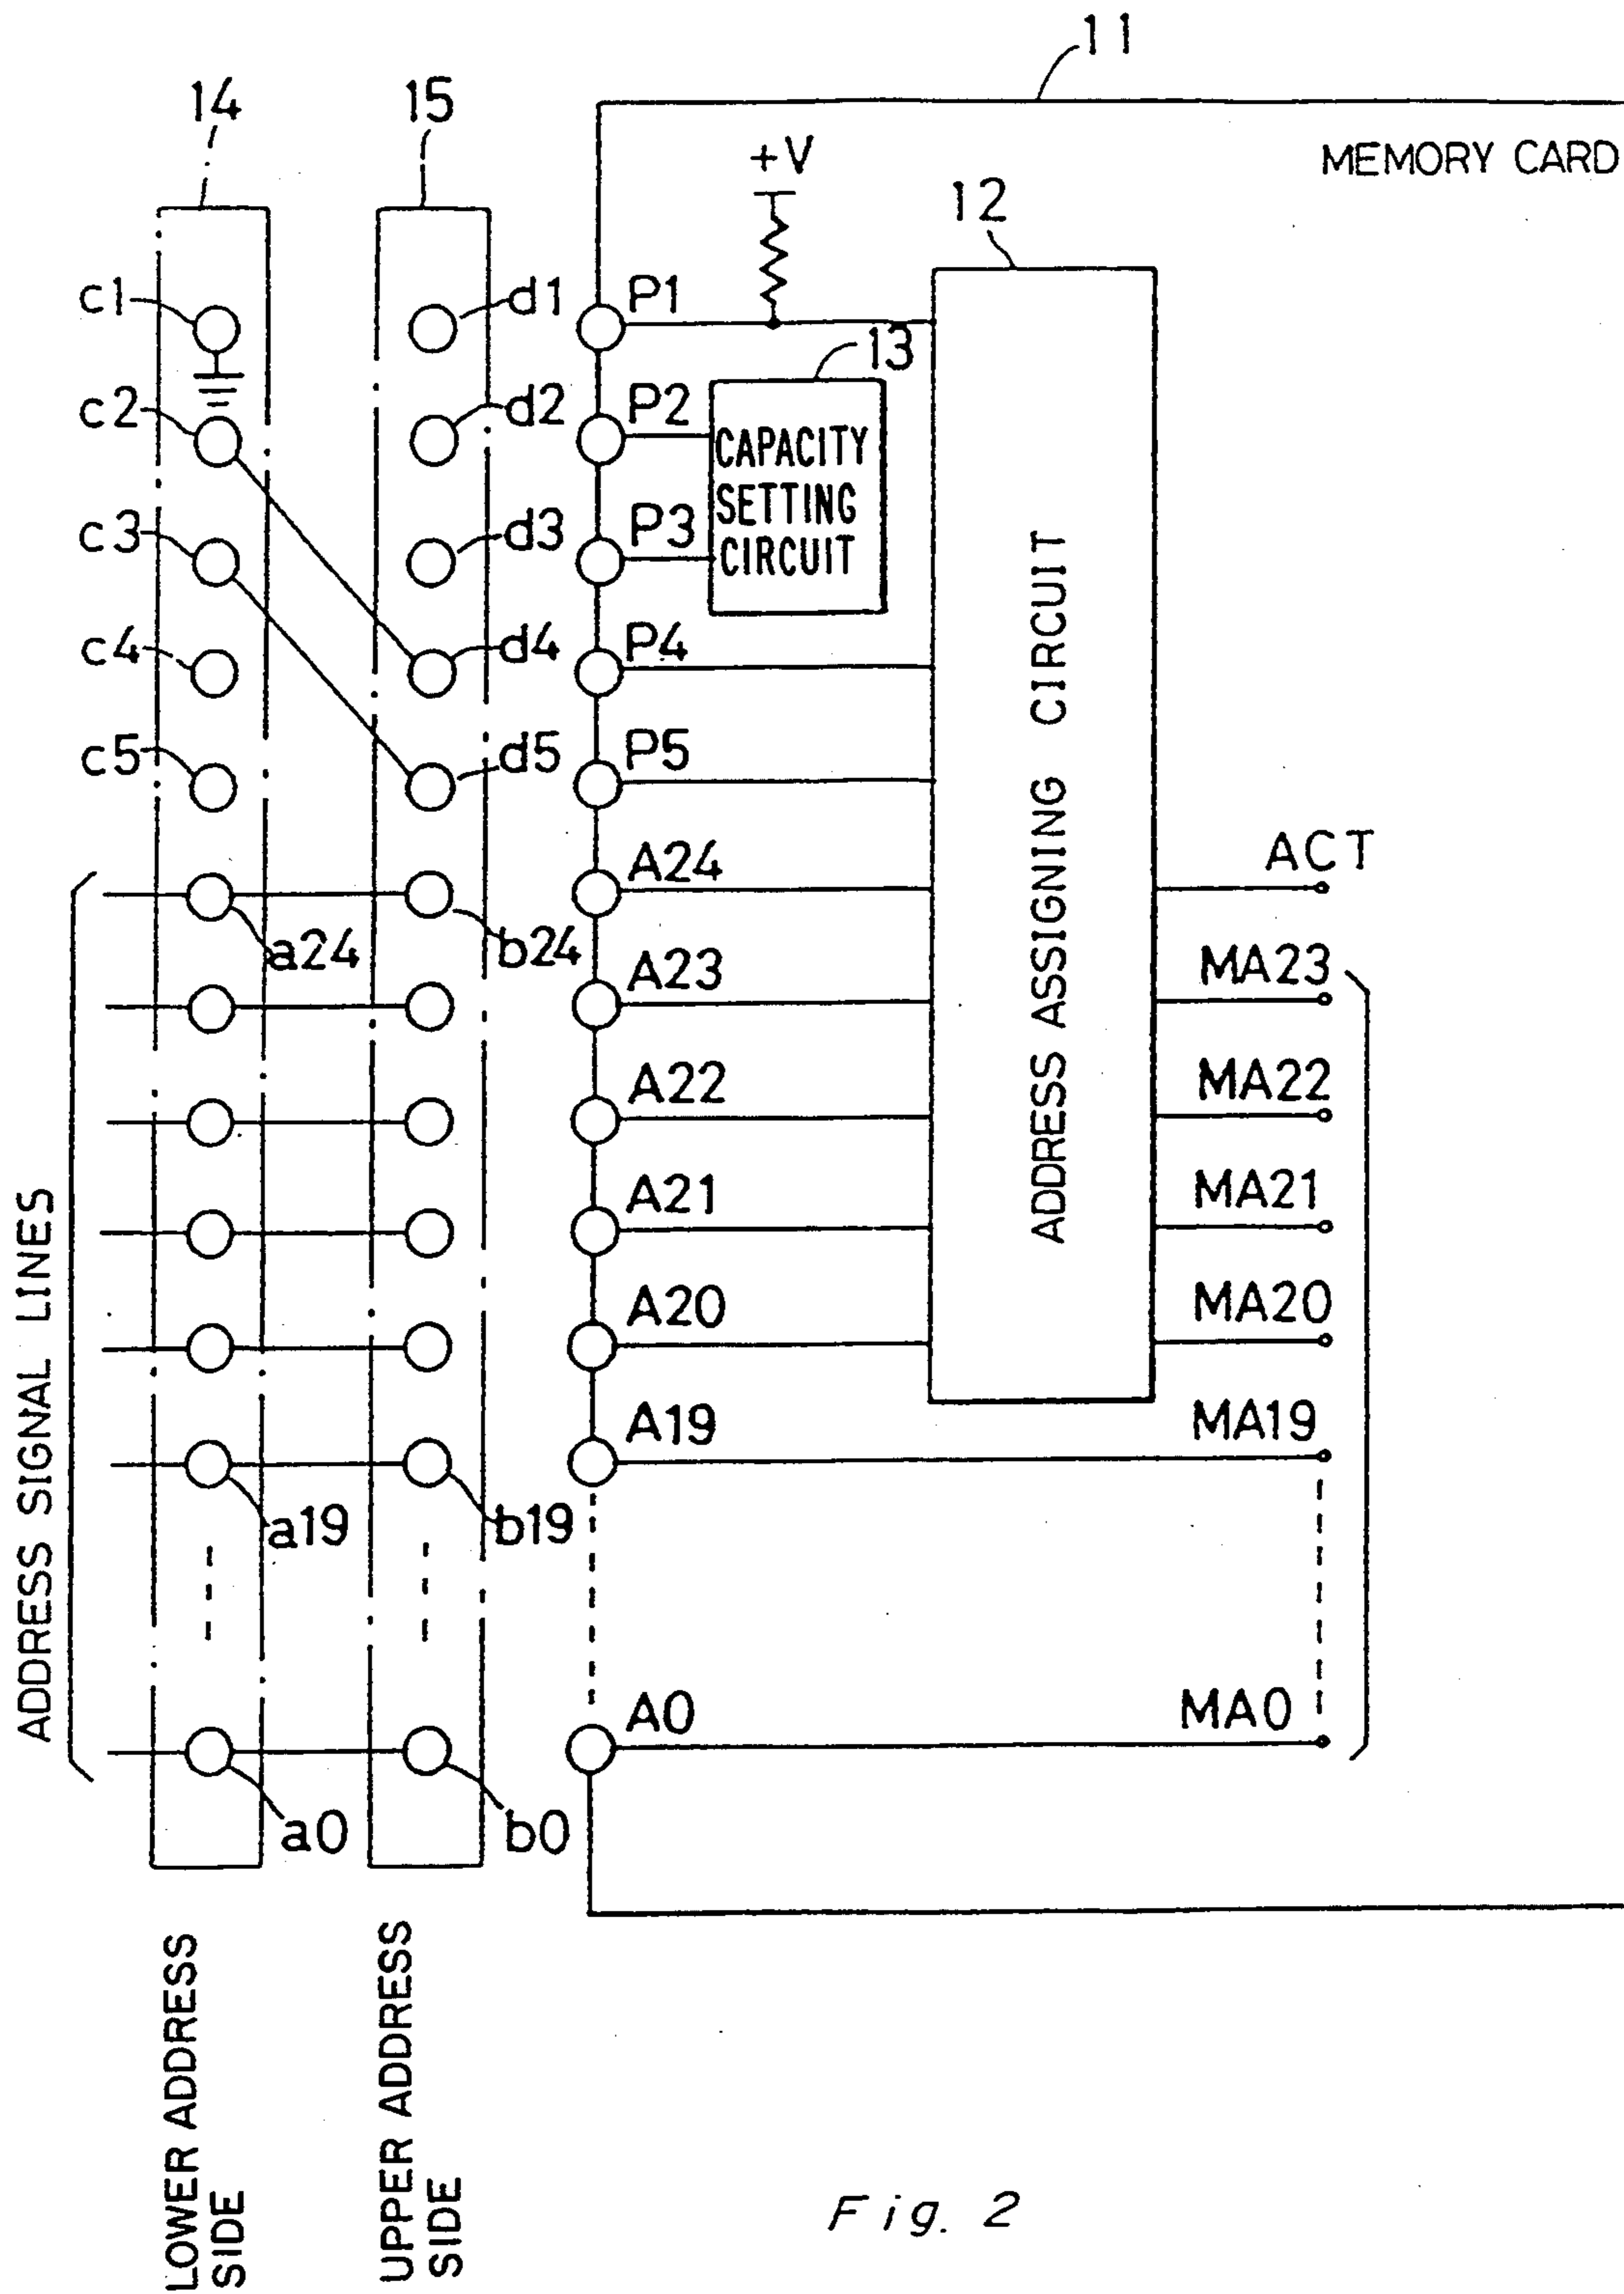 11
14
15
+V
MEMORY CARD
12
c1
d1
P1
13
c2
d2
P2
CAPACITY
SETTING
CIRCUIT
c3
d3
P3
c4
d4
P4
c5
d5
P5
ADDRESS ASSIGNING CIRCUIT
A24
ACT
a24
b24
A23
MA23
A22
MA22
A21
MA21
A20
MA20
A19
MA19
a19
b19
ADDRESS SIGNAL LINES
A0
MA0
a0
b0
LOWER ADDRESS
SIDE
UPPER ADDRESS
SIDE
Fig. 2